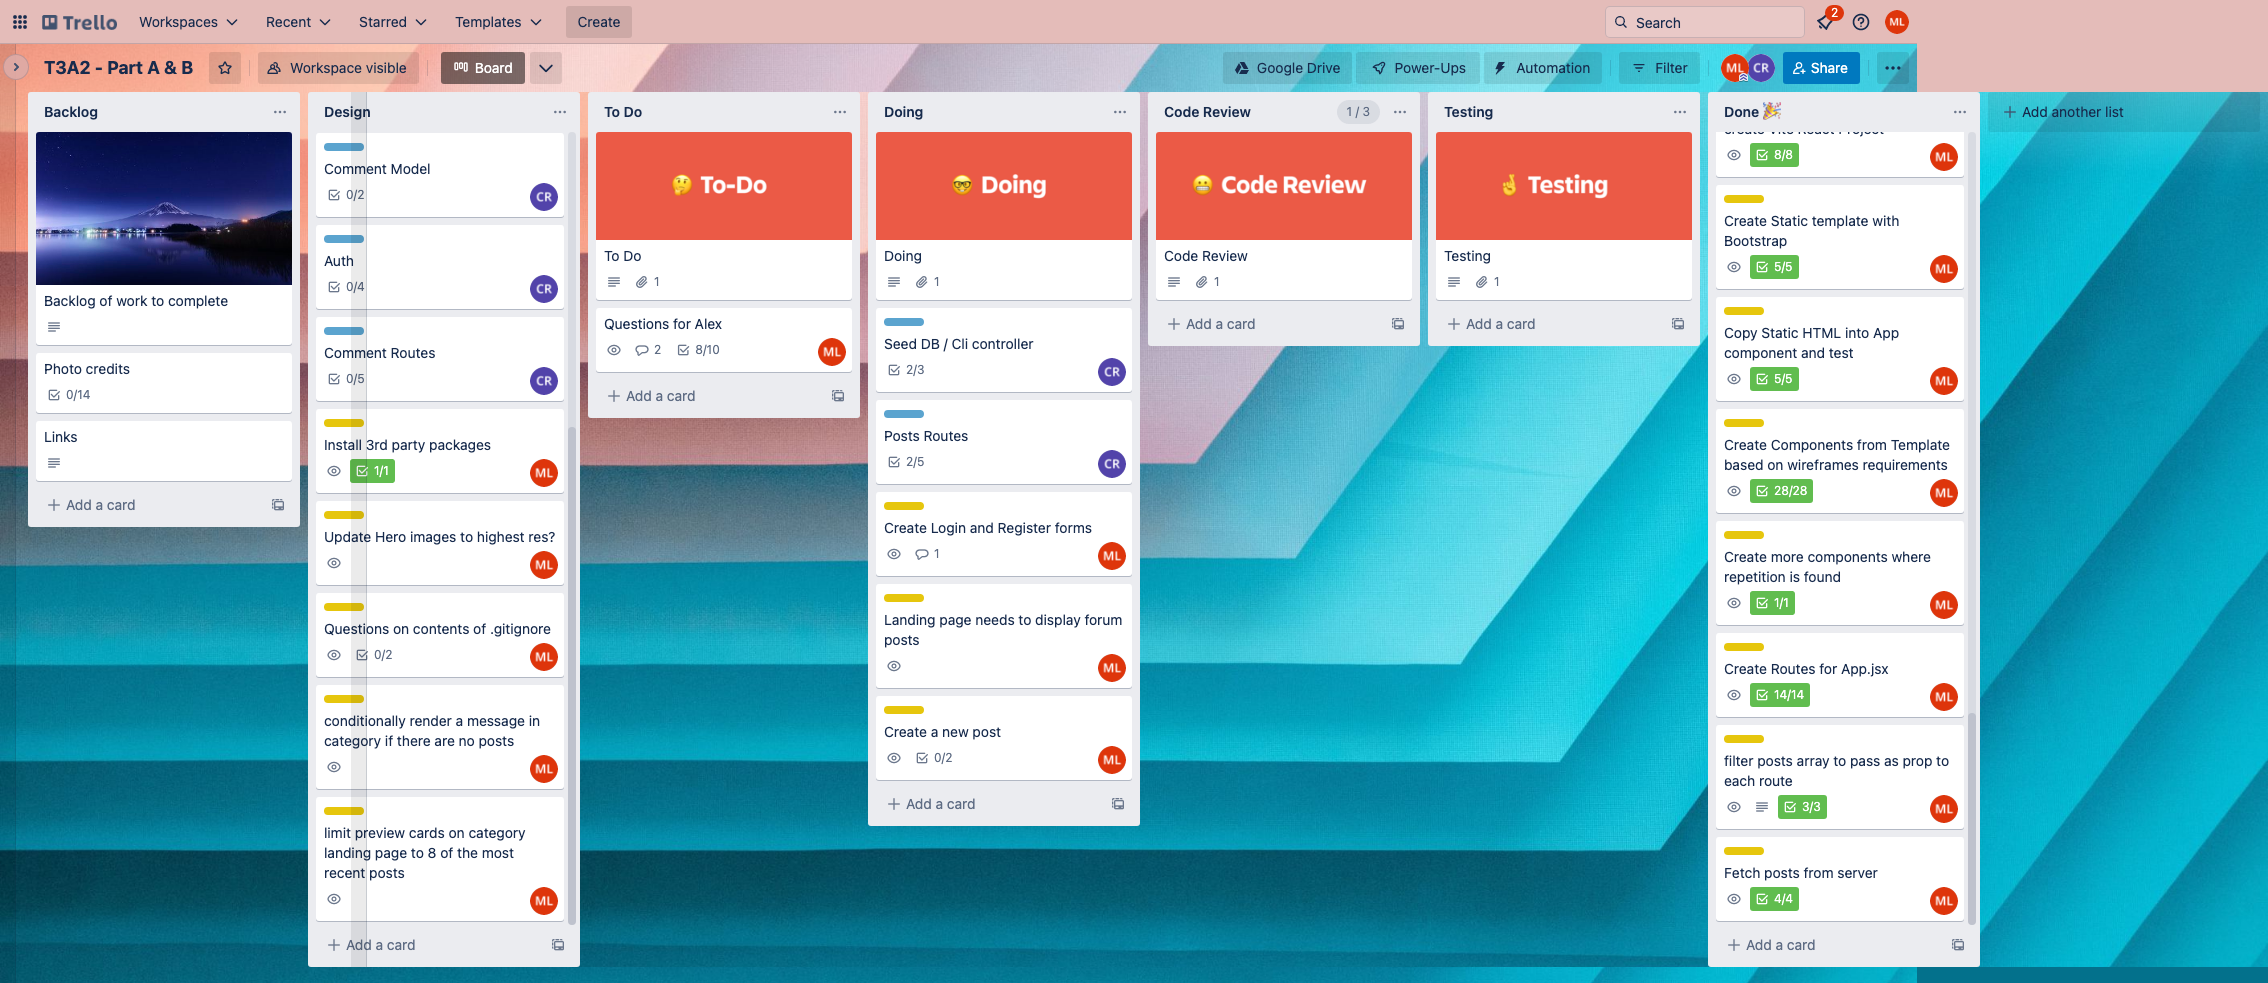 Trello
Workspaces
Recent
Starred
Templates
Create
Search
2
ML
T3A2 - Part A & B
Workspace visible
Board
Google Drive
Power-Ups
Automation
Filter
ML
CR
Share
Backlog
Backlog of work to complete
Photo credits
0/14
Links
Add a card
Design
Comment Model
0/2
CR
Auth
0/4
CR
Comment Routes
0/5
CR
Install 3rd party packages
1/1
ML
Update Hero images to highest res?
ML
Questions on contents of .gitignore
0/2
ML
conditionally render a message in
category if there are no posts
ML
limit preview cards on category
landing page to 8 of the most
recent posts
ML
Add a card
To Do
🤔 To-Do
To Do
1
Questions for Alex
2
8/10
ML
Add a card
Doing
🤓 Doing
Doing
1
Seed DB / Cli controller
2/3
CR
Posts Routes
2/5
CR
Create Login and Register forms
1
ML
Landing page needs to display forum
posts
ML
Create a new post
0/2
ML
Add a card
Code Review
1 / 3
😬 Code Review
Code Review
1
Add a card
Testing
🤞 Testing
Testing
1
Add a card
Done 🎉
create Vite React Project
8/8
ML
Create Static template with
Bootstrap
5/5
ML
Copy Static HTML into App
component and test
5/5
ML
Create Components from Template
based on wireframes requirements
28/28
ML
Create more components where
repetition is found
1/1
ML
Create Routes for App.jsx
14/14
ML
filter posts array to pass as prop to
each route
3/3
ML
Fetch posts from server
4/4
ML
Add a card
Add another list